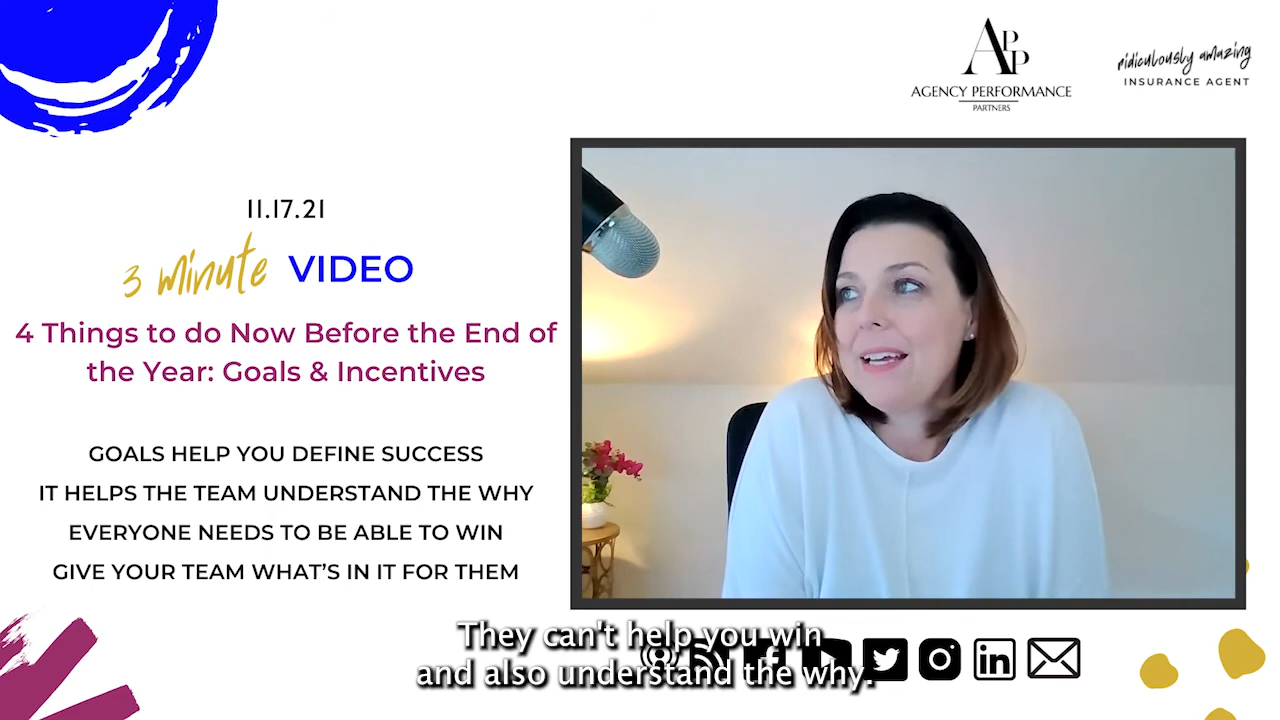 APP
AGENCY PERFORMANCE
PARTNERS
ridiculously amazing
INSURANCE AGENT
11.17.21
3 minute VIDEO
4 Things to do Now Before the End of
the Year: Goals & Incentives
GOALS HELP YOU DEFINE SUCCESS
IT HELPS THE TEAM UNDERSTAND THE WHY
EVERYONE NEEDS TO BE ABLE TO WIN
GIVE YOUR TEAM WHAT'S IN IT FOR THEM
They can't help you win
and also understand the why.